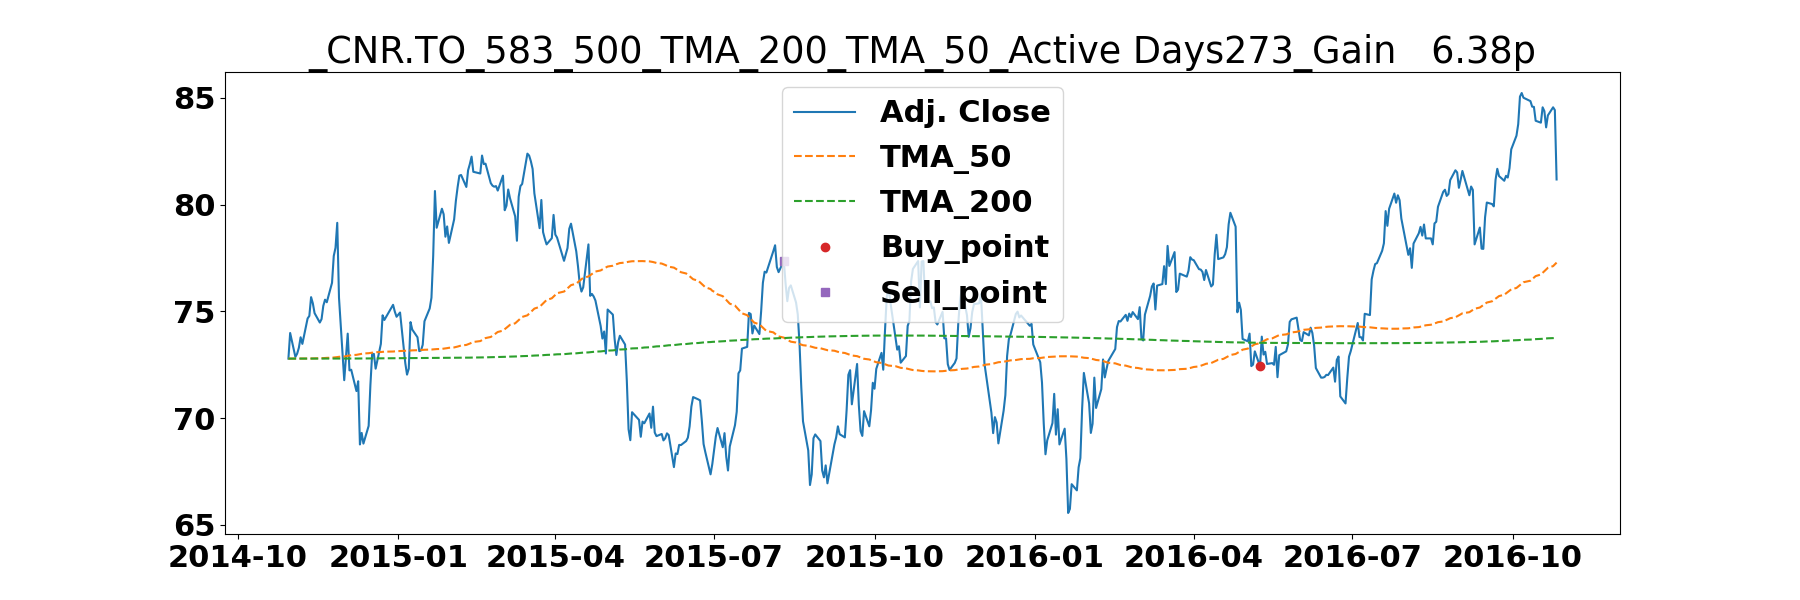 _CNR.TO_583_500_TMA_200_TMA_50_Active Days273_Gain   6.38p
85
80
75
70
65
Adj. Close
TMA_50
TMA_200
Buy_point
Sell_point
2014-10 2015-01 2015-04 2015-07 2015-10 2016-01 2016-04 2016-07 2016-10